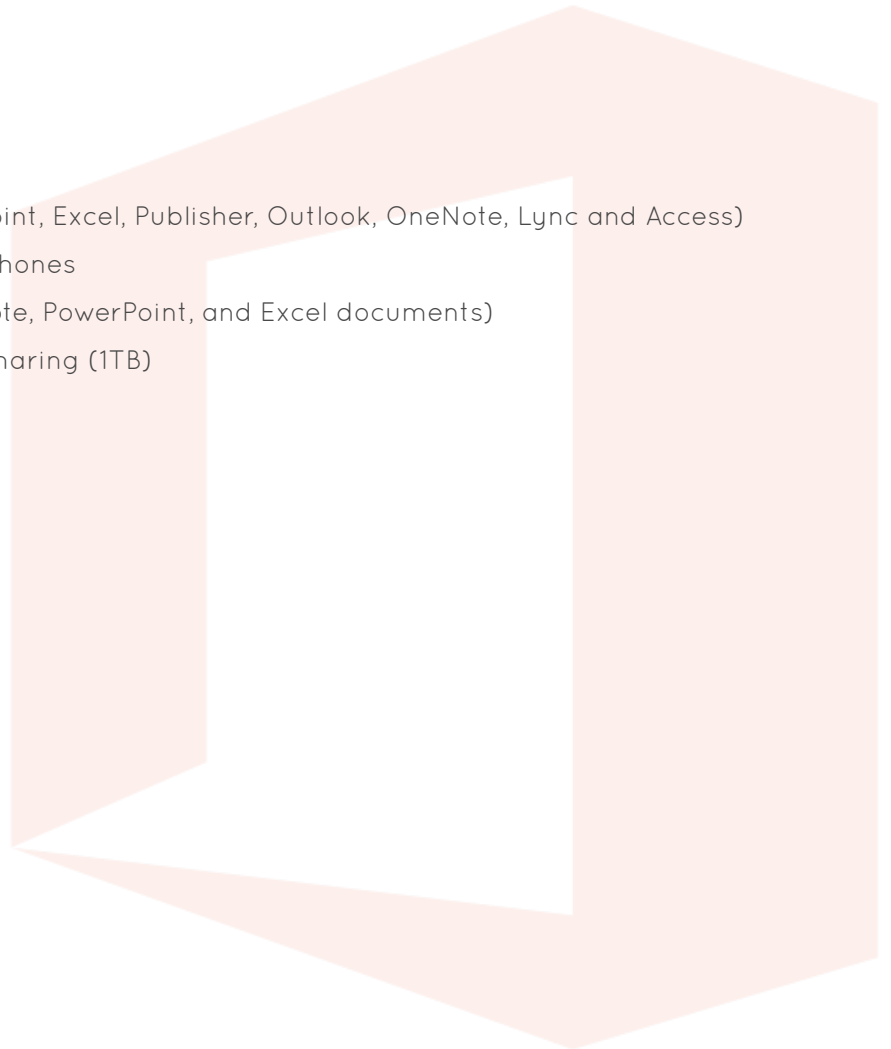 int, Excel, Publisher, Outlook, OneNote, Lync and Access)
hones
te, PowerPoint, and Excel documents)
haring (1TB)